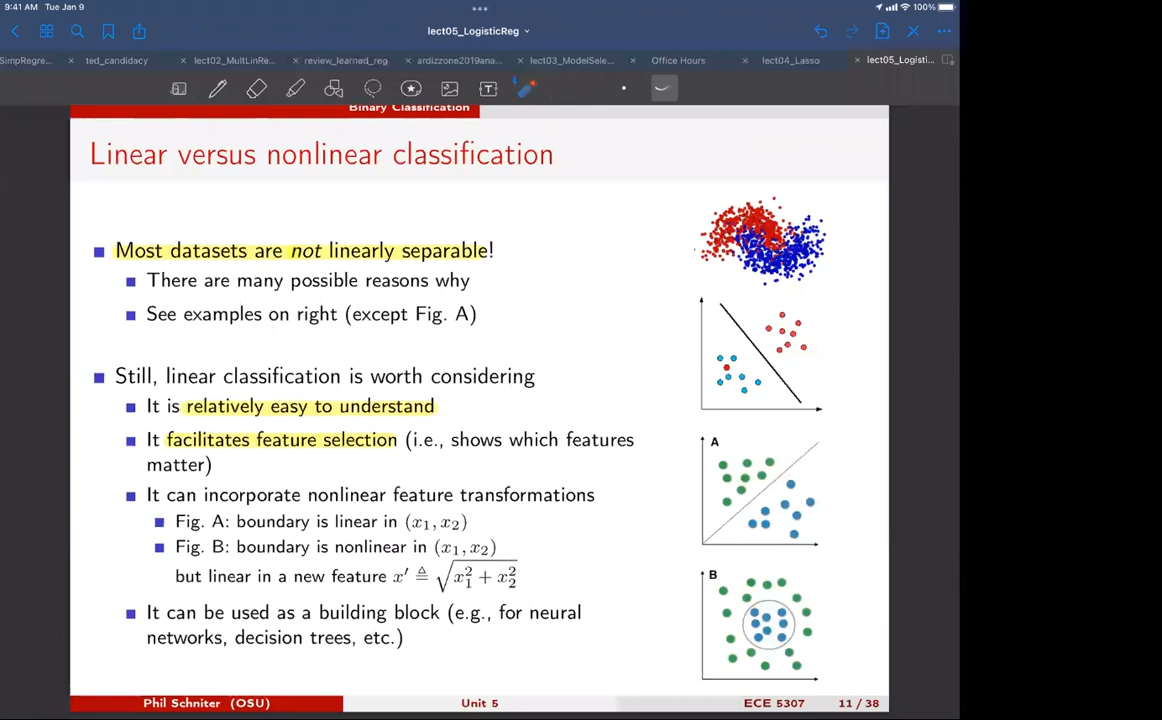 9:41 AM Tue Jan 9
100%
lect05_LogisticReg
SimpRegre...
ted_candidacy
lect02_MultLinRe...
review_learned_reg
ardizzone2019ana...
lect03_ModelSele...
Office Hours
lect04_Lasso
lect05_Logisti...
Binary Classification
Linear versus nonlinear classification
Most datasets are not linearly separable!
There are many possible reasons why
See examples on right (except Fig. A)
Still, linear classification is worth considering
It is relatively easy to understand
It facilitates feature selection (i.e., shows which features
matter)
It can incorporate nonlinear feature transformations
Fig. A: boundary is linear in (x₁, x₂)
Fig. B: boundary is nonlinear in (x₁, x₂)
but linear in a new feature x′ ≜ √(x₁² + x₂²)
It can be used as a building block (e.g., for neural
networks, decision trees, etc.)
A
B
Phil Schniter (OSU)
Unit 5
ECE 5307
11 / 38